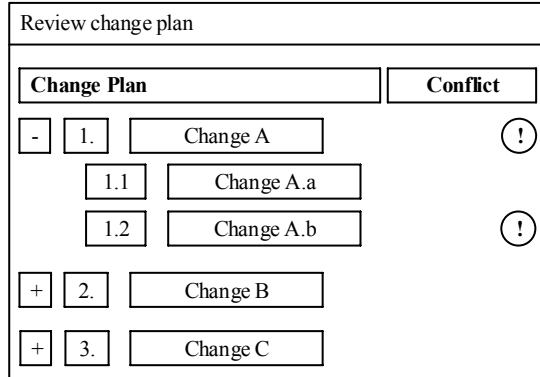 Review change plan
Change Plan Conflict
- 1. Change A !
1.1 Change A.a
1.2 Change A.b !
+ 2. Change B
+ 3. Change C